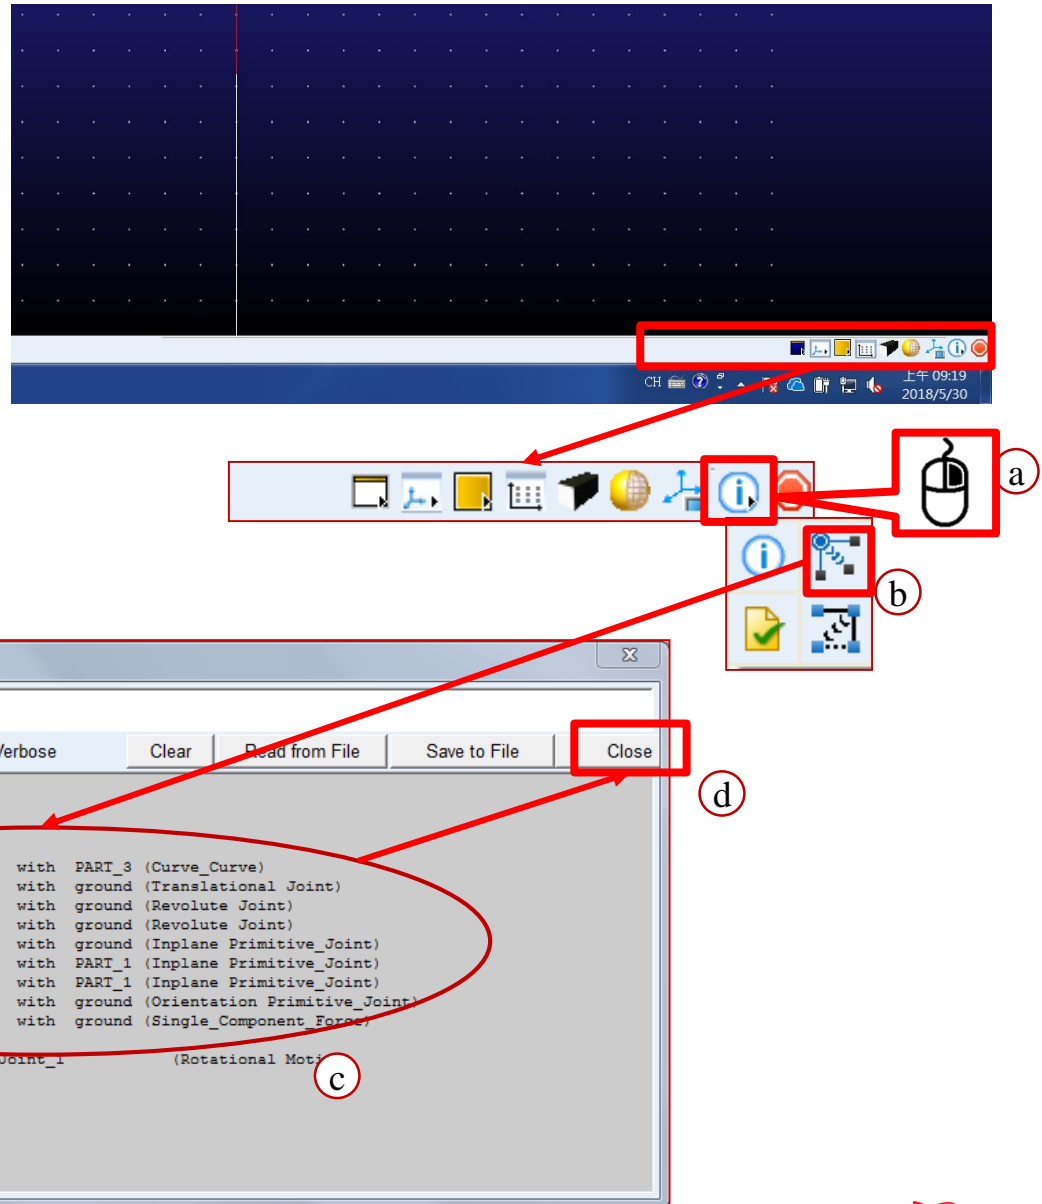 CH
上午 09:19
2018/5/30
a
b
Verbose Clear Read from File Save to File Close
d
with PART_3 (Curve_Curve)
with ground (Translational Joint)
with ground (Revolute Joint)
with ground (Revolute Joint)
with ground (Inplane Primitive_Joint)
with PART_1 (Inplane Primitive_Joint)
with PART_1 (Inplane Primitive_Joint)
with ground (Orientation Primitive_Joint)
with ground (Single_Component_Force)
Joint_1 (Rotational Moti
c